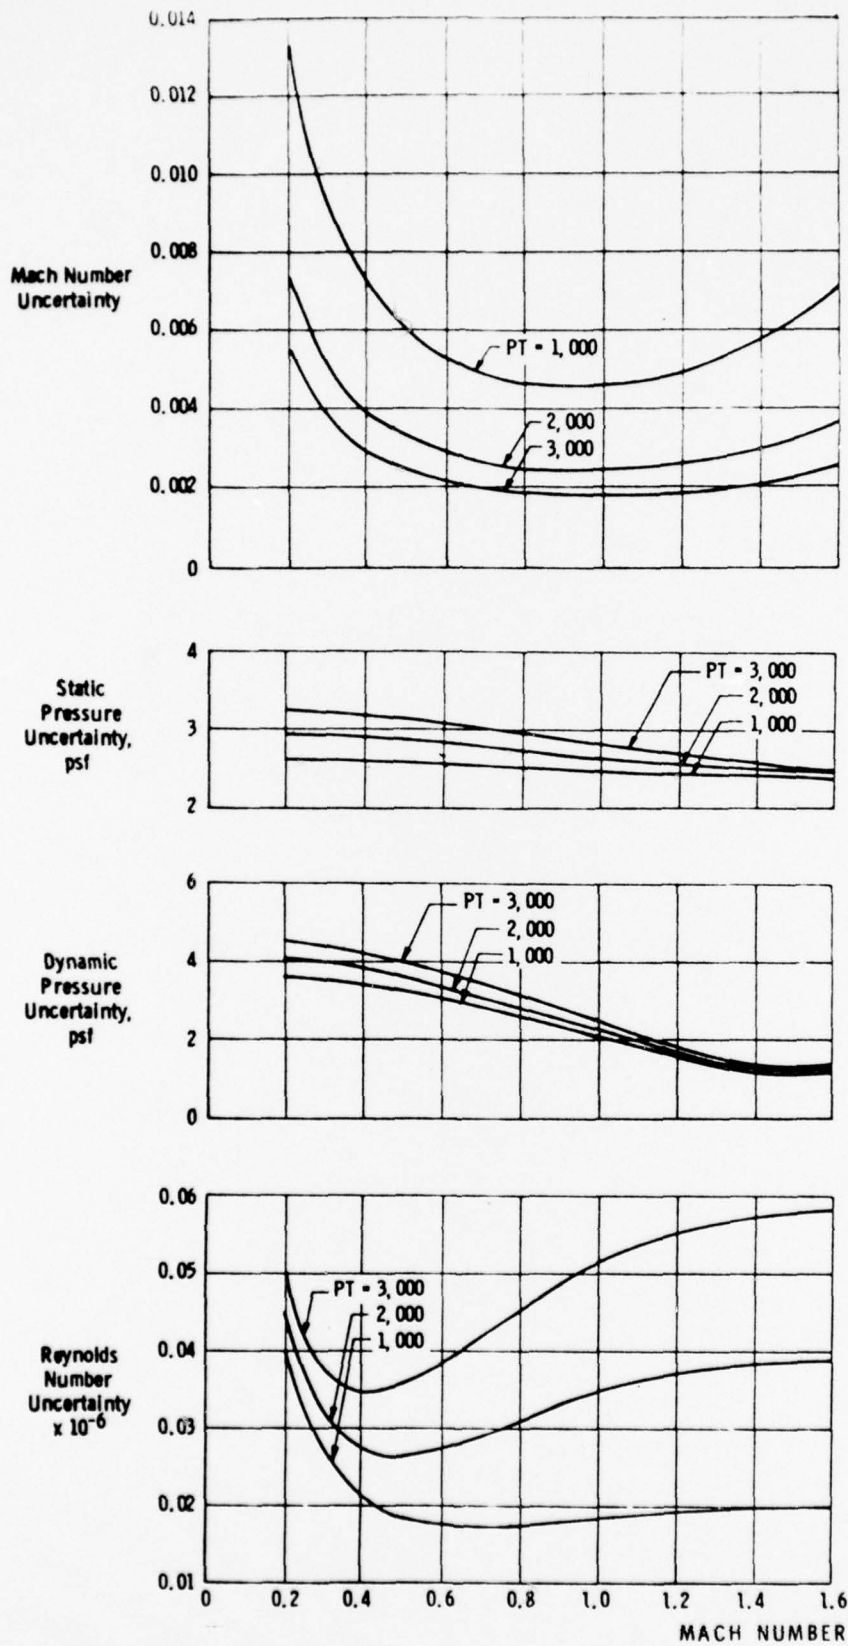 0.014
0.012
0.010
0.008
Mach Number
Uncertainty
0.006
PT = 1,000
0.004
2,000
3,000
0.002
0
4
Static
Pressure
Uncertainty,
psf
PT = 3,000
2,000
1,000
3
2
6
PT = 3,000
2,000
1,000
4
Dynamic
Pressure
Uncertainty,
psf
2
0
0.06
0.05
PT = 3,000
2,000
1,000
0.04
Reynolds
Number
Uncertainty
x 10-6
0.03
0.02
0.01
0 0.2 0.4 0.6 0.8 1.0 1.2 1.4 1.6
MACH NUMBER